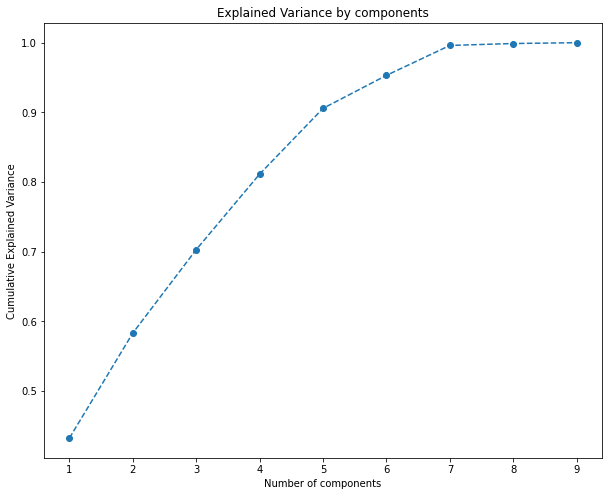 Explained Variance by components
Cumulative Explained Variance
1.0
0.9
0.8
0.7
0.6
0.5
1 2 3 4 5 6 7 8 9
Number of components